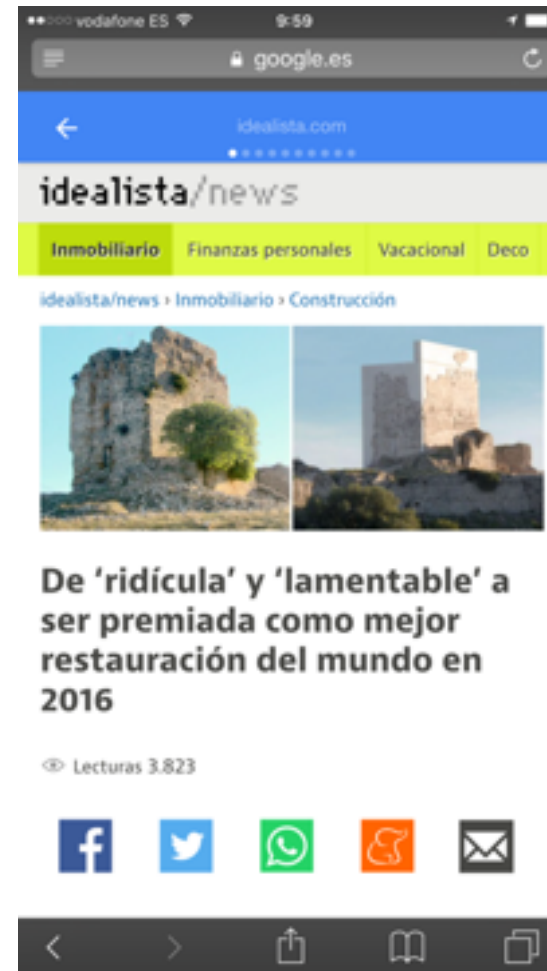 vodafone ES 9:59
google.es
idealista.com
idealista/news
Inmobiliario Finanzas personales Vacacional Deco
idealista/news › Inmobiliario › Construcción
De ‘ridícula’ y ‘lamentable’ a
ser premiada como mejor
restauración del mundo en
2016
Lecturas 3.823